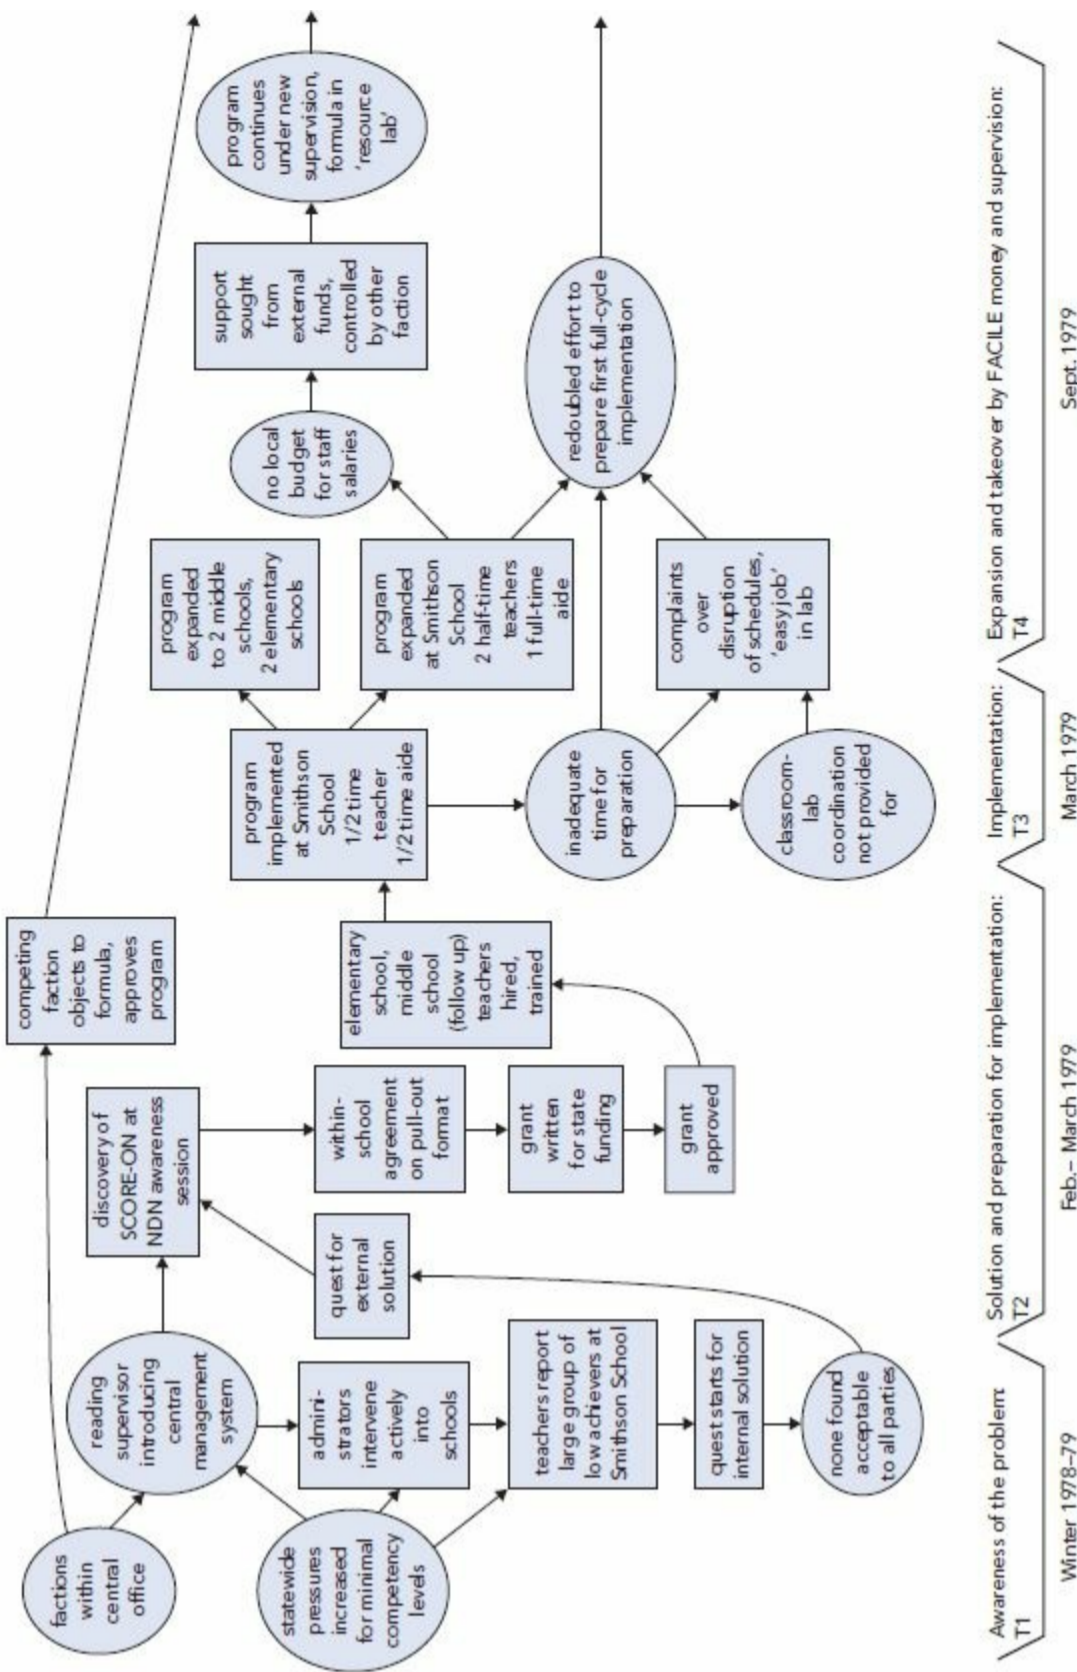 factions
within
central
office
statewide
pressures
increased
for minimal
competency
levels
reading
supervisor
introducing
central
management
system
admini-
strators
intervene
actively
into
schools
teachers report
large group of
low achievers at
Smithson School
quest starts for
internal solution
none found
acceptable
to all parties
quest for
external
solution
discovery of
SCORE-ON at
NDN awareness
session
within-
school
agreement
on pull-out
format
grant
written
for state
funding
grant
approved
competing
faction
objects to
formula,
approves
program
elementary
school,
middle
school
(follow up)
teachers
hired,
trained
program
implemented
at Smithson
School
1/2 time
teacher
1/2 time aide
inadequate
time for
preparation
classroom-
lab
coordination
not provided
for
program
expanded
to 2 middle
schools,
2 elementary
schools
program
expanded
at Smithson
School
2 half-time
teachers
1 full-time
aide
complaints
over
disruption
of schedules,
'easy job'
in lab
no local
budget
for staff
salaries
redoubled effort to
prepare first full-cycle
implementation
support
sought
from
external
funds,
controlled
by other
faction
program
continues
under new
supervision,
formula in
'resource
lab'
Awareness of the problem:
T1
Winter 1978–79
Solution and preparation for implementation:
T2
Feb.– March 1979
Implementation:
T3
March 1979
Expansion and takeover by FACILE money and supervision:
T4
Sept. 1979